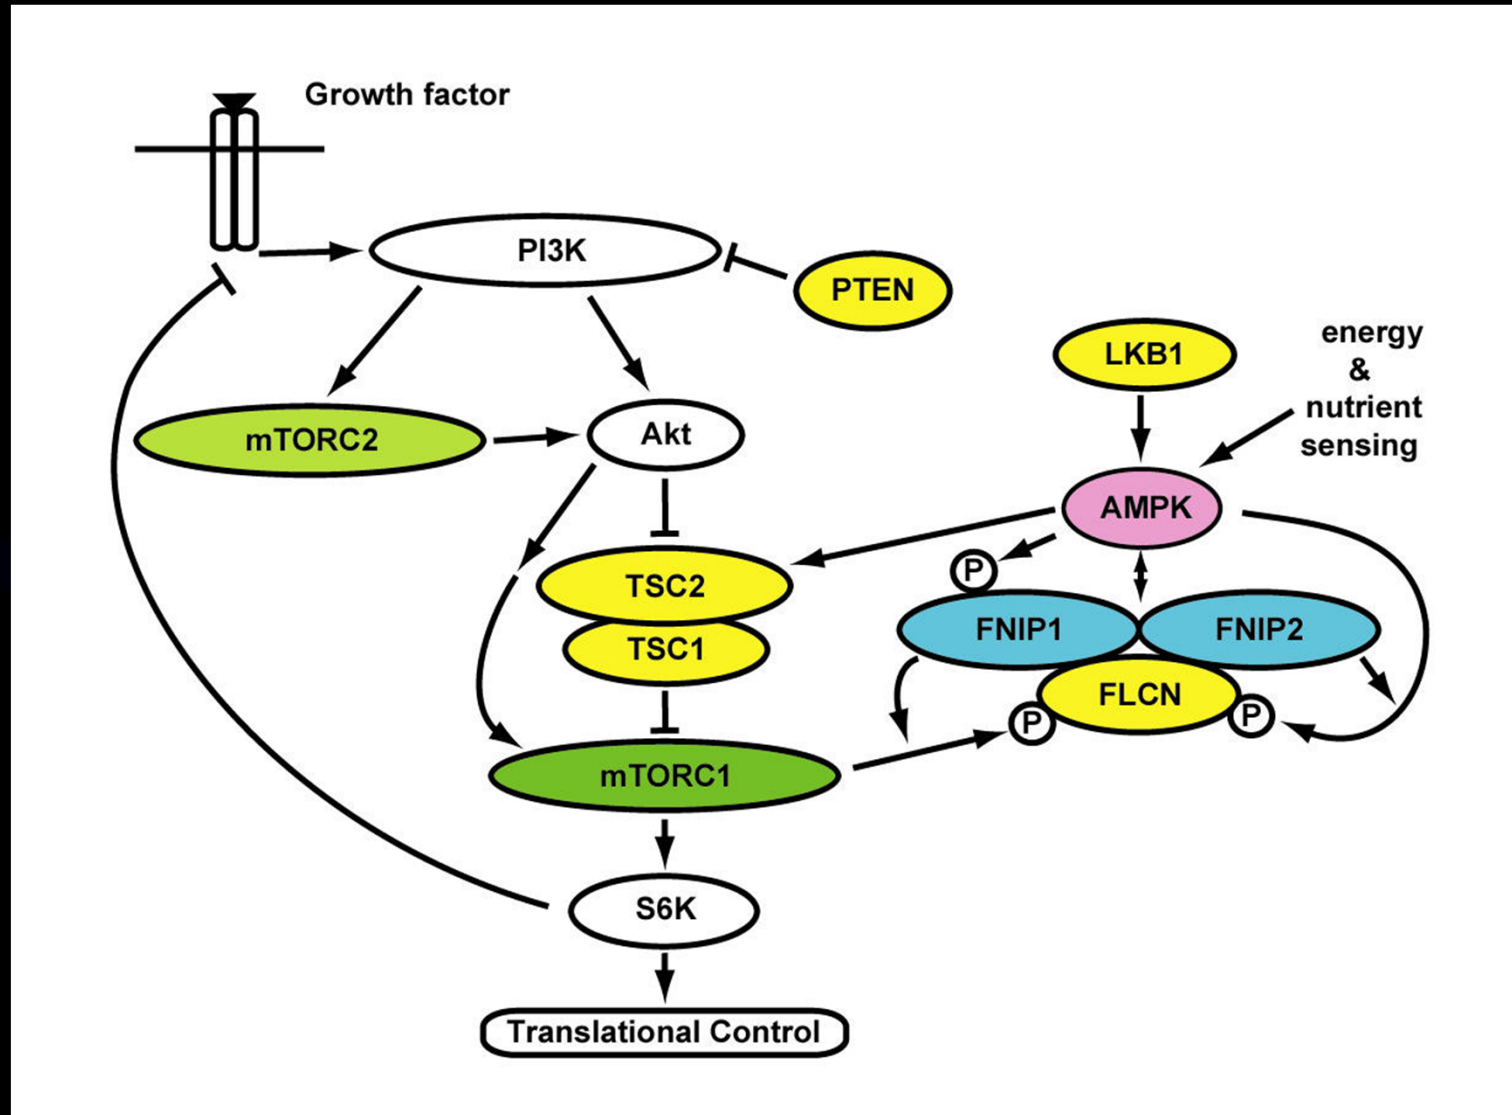 Growth factor
PI3K
PTEN
LKB1
energy
&
nutrient
sensing
mTORC2
Akt
AMPK
P
TSC2
TSC1
FNIP1
FNIP2
FLCN
P
P
mTORC1
S6K
Translational Control